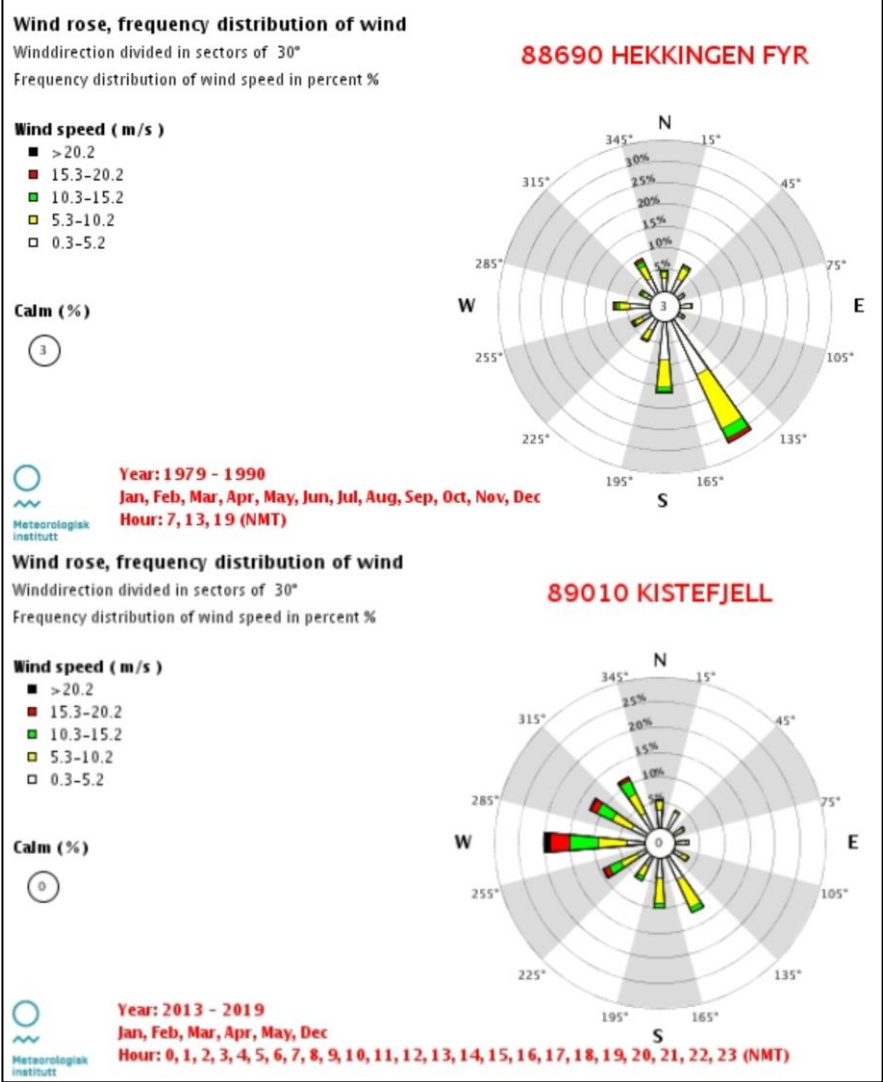 Wind rose, frequency distribution of wind
Winddirection divided in sectors of 30°
Frequency distribution of wind speed in percent %
88690 HEKKINGEN FYR
Wind speed ( m/s )
>20.2
15.3-20.2
10.3-15.2
5.3-10.2
0.3-5.2
Calm (%)
3
N
345°
15°
315°
45°
285°
75°
W
E
255°
105°
225°
135°
195°
165°
S
30%
25%
20%
15%
10%
5%
3
Meteorologisk
institutt
Year: 1979 - 1990
Jan, Feb, Mar, Apr, May, Jun, Jul, Aug, Sep, Oct, Nov, Dec
Hour: 7, 13, 19 (NMT)
Wind rose, frequency distribution of wind
Winddirection divided in sectors of 30°
Frequency distribution of wind speed in percent %
89010 KISTEFJELL
Wind speed ( m/s )
>20.2
15.3-20.2
10.3-15.2
5.3-10.2
0.3-5.2
Calm (%)
0
N
345°
15°
315°
45°
285°
75°
W
E
255°
105°
225°
135°
195°
165°
S
25%
20%
15%
10%
5%
0
Meteorologisk
institutt
Year: 2013 - 2019
Jan, Feb, Mar, Apr, May, Dec
Hour: 0, 1, 2, 3, 4, 5, 6, 7, 8, 9, 10, 11, 12, 13, 14, 15, 16, 17, 18, 19, 20, 21, 22, 23 (NMT)